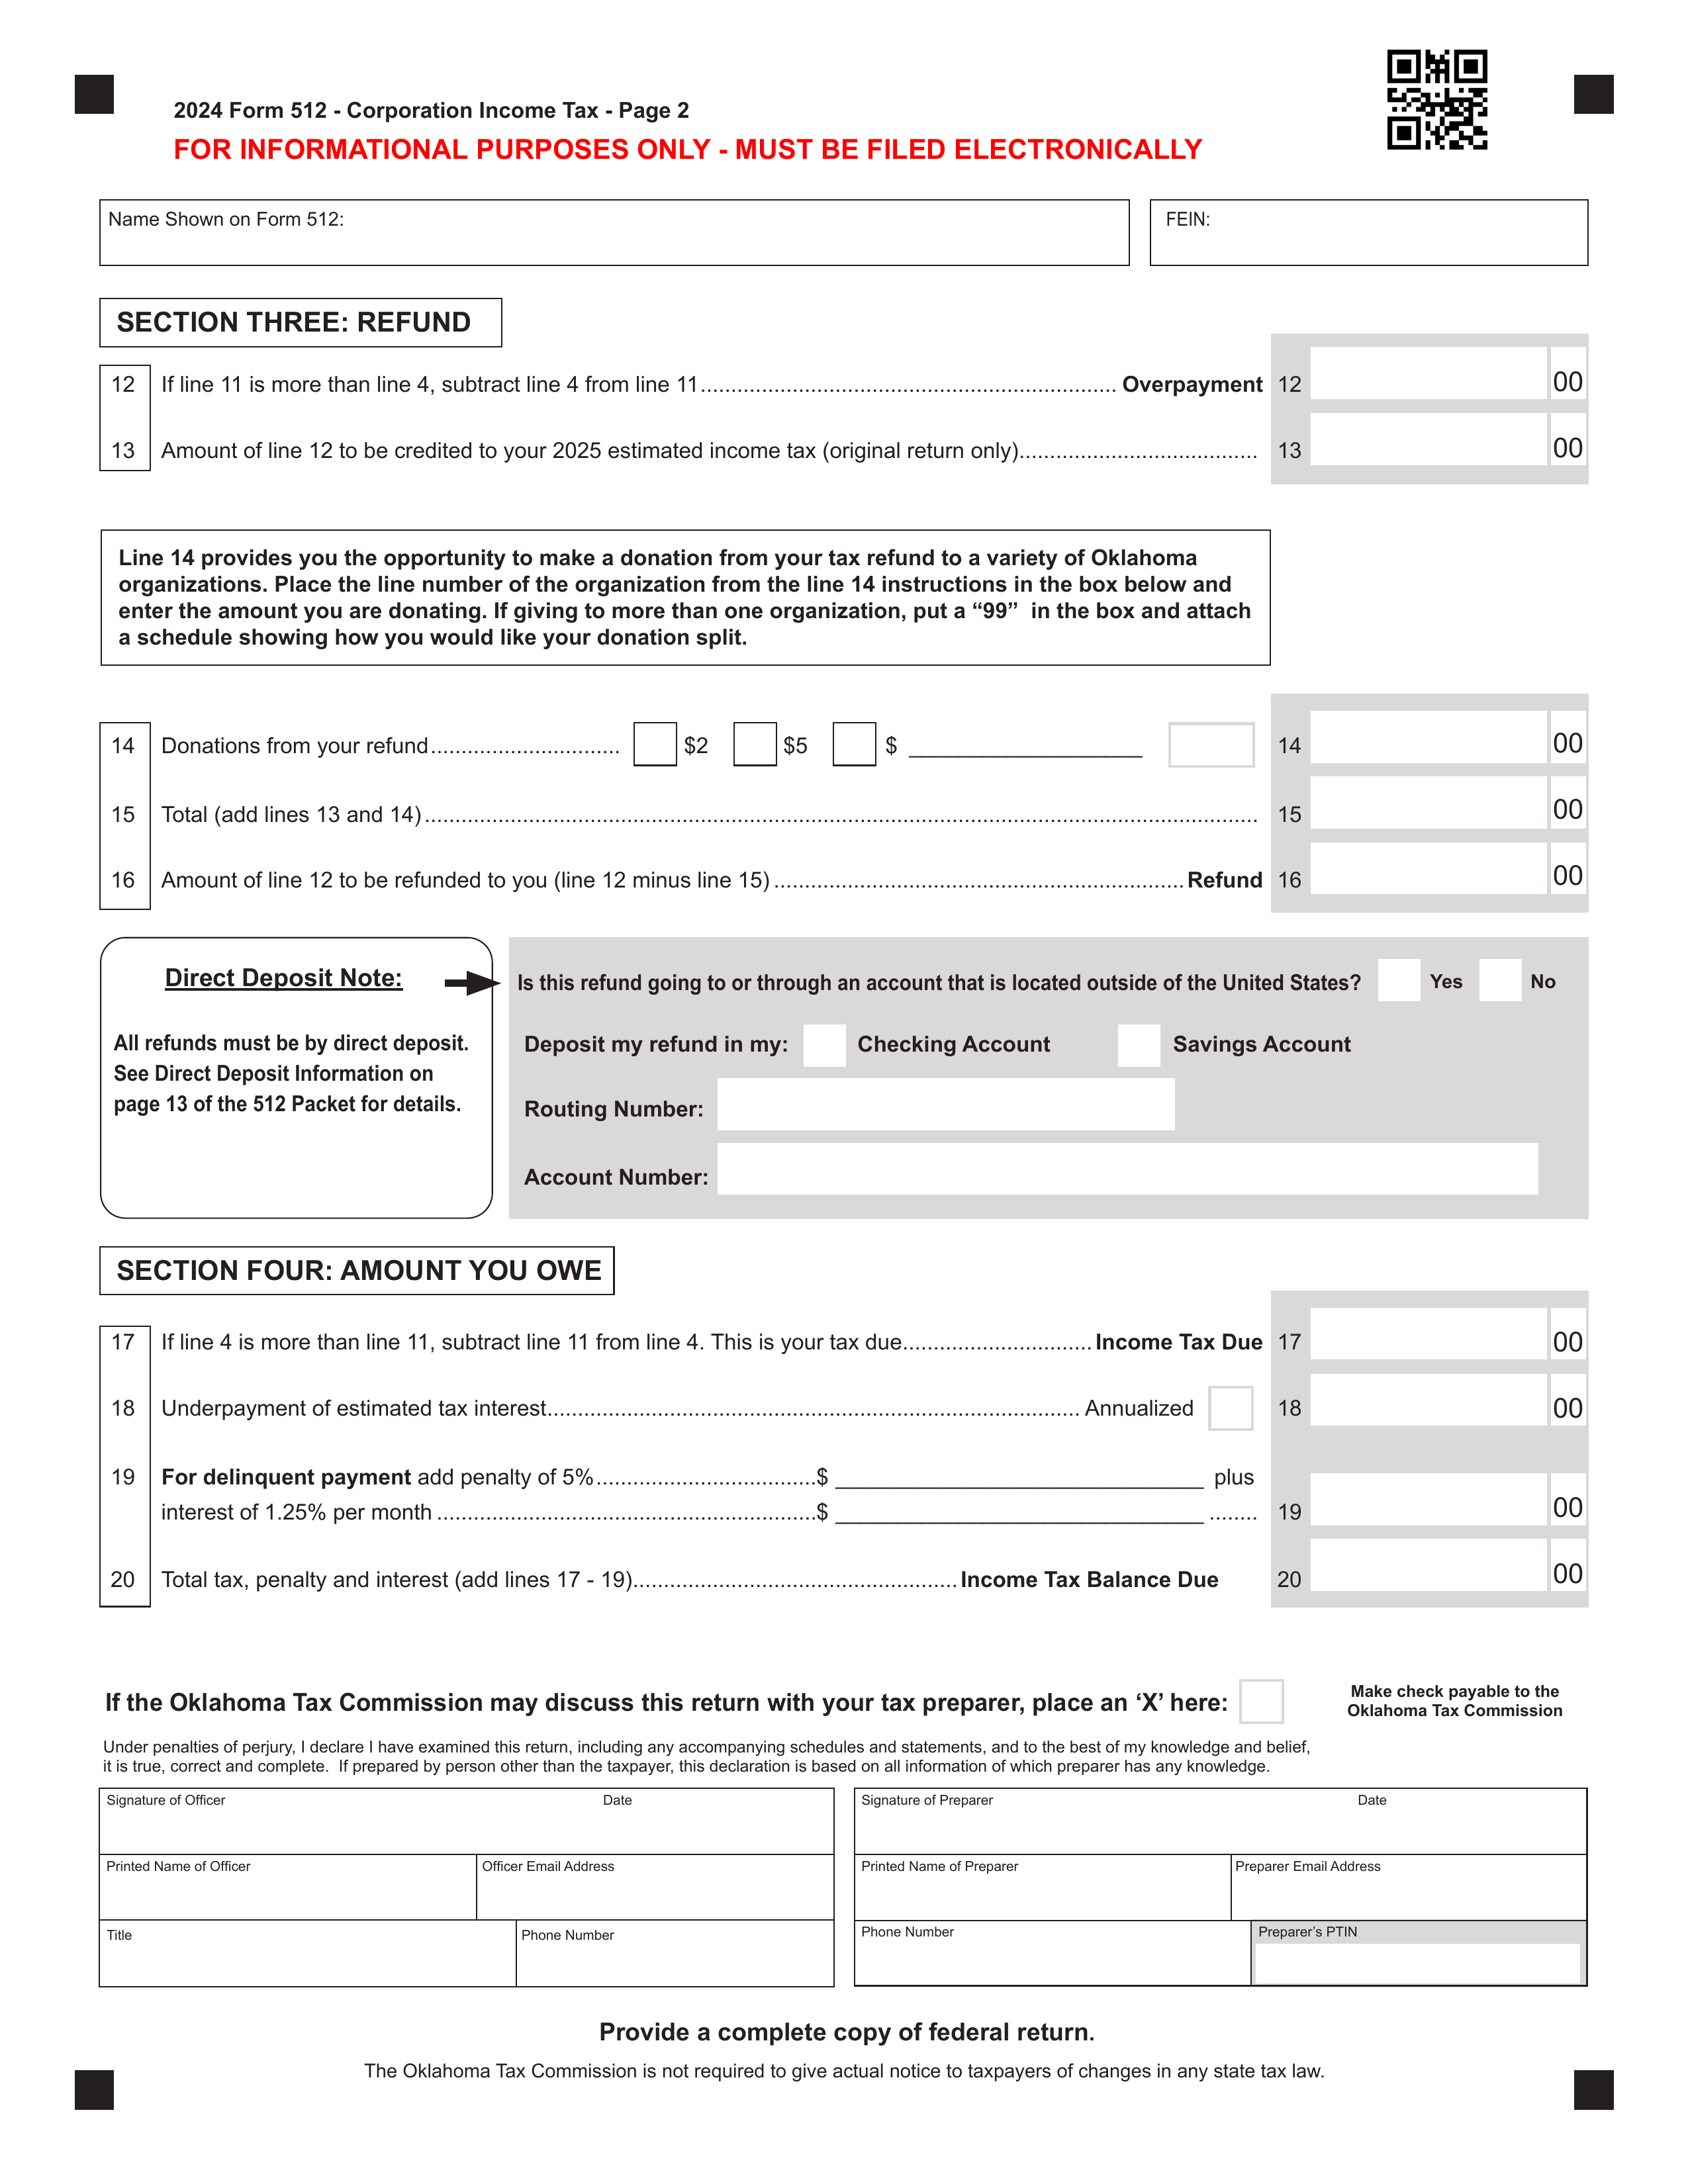 2024 Form 512 - Corporation Income Tax - Page 2
FOR INFORMATIONAL PURPOSES ONLY - MUST BE FILED ELECTRONICALLY
Name Shown on Form 512:
FEIN:
SECTION THREE: REFUND
12 If line 11 is more than line 4, subtract line 4 from line 11.................................................................... Overpayment 12 00
13 Amount of line 12 to be credited to your 2025 estimated income tax (original return only)....................................... 13 00
Line 14 provides you the opportunity to make a donation from your tax refund to a variety of Oklahoma
organizations. Place the line number of the organization from the line 14 instructions in the box below and
enter the amount you are donating. If giving to more than one organization, put a “99” in the box and attach
a schedule showing how you would like your donation split.
14 Donations from your refund............................... $2 $5 $ ___________________ 14 00
15 Total (add lines 13 and 14)........................................................................................................................................ 15 00
16 Amount of line 12 to be refunded to you (line 12 minus line 15)................................................................... Refund 16 00
Direct Deposit Note:
All refunds must be by direct deposit.
See Direct Deposit Information on
page 13 of the 512 Packet for details.
Is this refund going to or through an account that is located outside of the United States? Yes No
Deposit my refund in my: Checking Account Savings Account
Routing Number:
Account Number:
SECTION FOUR: AMOUNT YOU OWE
17 If line 4 is more than line 11, subtract line 11 from line 4. This is your tax due............................... Income Tax Due 17 00
18 Underpayment of estimated tax interest....................................................................................... Annualized 18 00
19 For delinquent payment add penalty of 5%....................................$ ______________________________ plus
interest of 1.25% per month ..............................................................$ ______________________________ ........ 19 00
20 Total tax, penalty and interest (add lines 17 - 19)..................................................... Income Tax Balance Due 20 00
If the Oklahoma Tax Commission may discuss this return with your tax preparer, place an ‘X’ here:
Make check payable to the
Oklahoma Tax Commission
Under penalties of perjury, I declare I have examined this return, including any accompanying schedules and statements, and to the best of my knowledge and belief,
it is true, correct and complete. If prepared by person other than the taxpayer, this declaration is based on all information of which preparer has any knowledge.
Signature of Officer Date
Printed Name of Officer Officer Email Address
Title Phone Number
Signature of Preparer Date
Printed Name of Preparer Preparer Email Address
Phone Number Preparer’s PTIN
Provide a complete copy of federal return.
The Oklahoma Tax Commission is not required to give actual notice to taxpayers of changes in any state tax law.